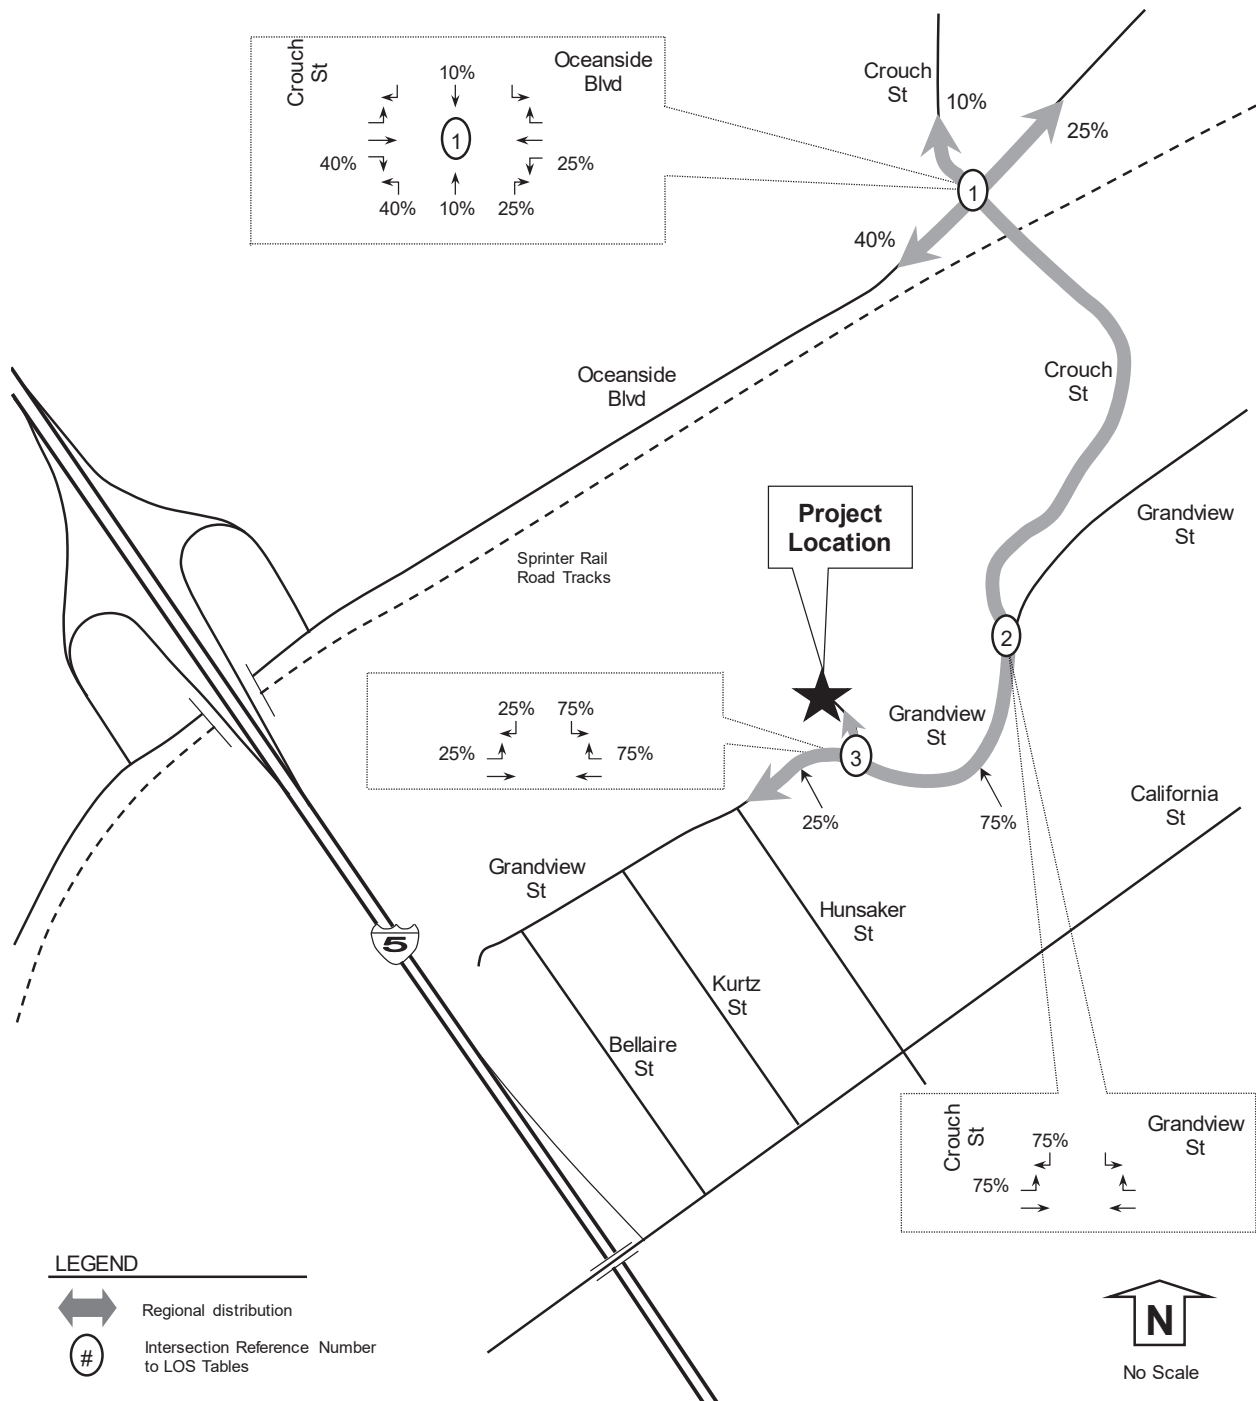 Crouch
St
Oceanside
Blvd
10%
1
40%
25%
40%
10%
25%
Crouch
St
10%
25%
1
40%
Oceanside
Blvd
Crouch
St
Sprinter Rail
Road Tracks
Project
Location
Grandview
St
2
25%
75%
25%
75%
Grandview
St
3
25%
75%
California
St
Grandview
St
Hunsaker
St
5
Kurtz
St
Bellaire
St
Crouch
St
75%
75%
Grandview
St
LEGEND
Regional distribution
#
Intersection Reference Number
to LOS Tables
N
No Scale